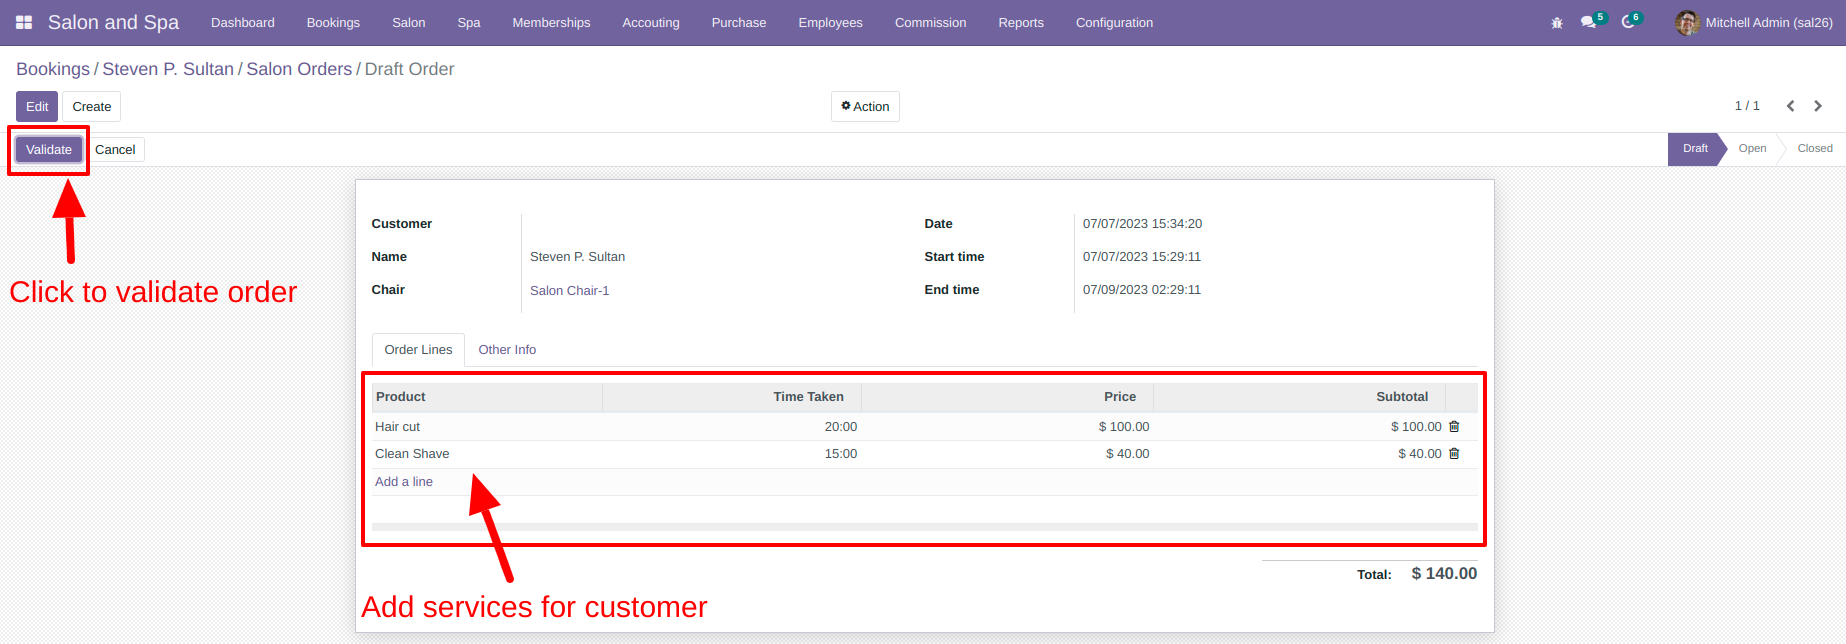 Salon and Spa Dashboard Bookings Salon Spa Memberships Accouting Purchase Employees Commission Reports Configuration 5 6 Mitchell Admin (sal26)
Bookings / Steven P. Sultan / Salon Orders / Draft Order
Edit Create Action 1 / 1
Validate Cancel Draft Open Closed
Click to validate order
Customer Date 07/07/2023 15:34:20
Name Steven P. Sultan Start time 07/07/2023 15:29:11
Chair Salon Chair-1 End time 07/09/2023 02:29:11
Order Lines Other Info
Product Time Taken Price Subtotal
Hair cut 20:00 $ 100.00 $ 100.00
Clean Shave 15:00 $ 40.00 $ 40.00
Add a line
Total: $ 140.00
Add services for customer